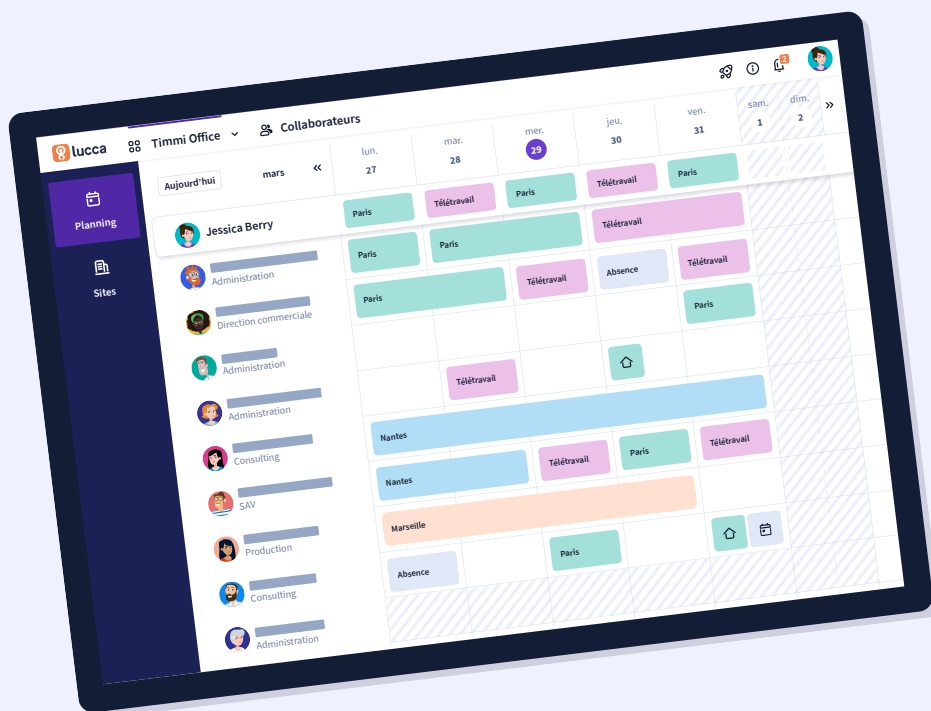 lucca
Timmi Office
Collaborateurs
2
Planning
Sites
Aujourd'hui
mars
lun.
27
mar.
28
mer.
29
jeu.
30
ven.
31
sam.
1
dim.
2
Jessica Berry
Paris
Télétravail
Paris
Télétravail
Paris
Administration
Paris
Paris
Télétravail
Direction commerciale
Paris
Télétravail
Absence
Télétravail
Administration
Paris
Administration
Télétravail
Consulting
Nantes
SAV
Nantes
Télétravail
Paris
Télétravail
Production
Marseille
Consulting
Absence
Paris
Administration